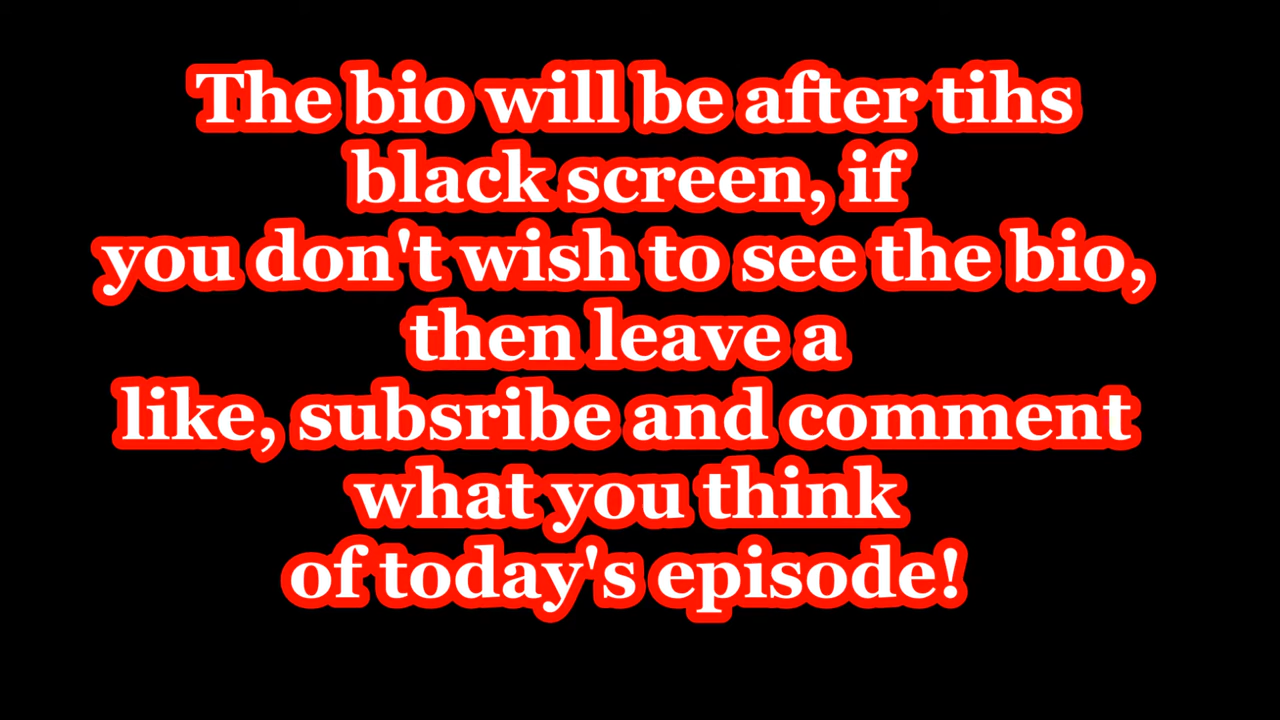 The bio will be after tihs
black screen, if
you don't wish to see the bio,
then leave a
like, subsribe and comment
what you think
of today's episode!